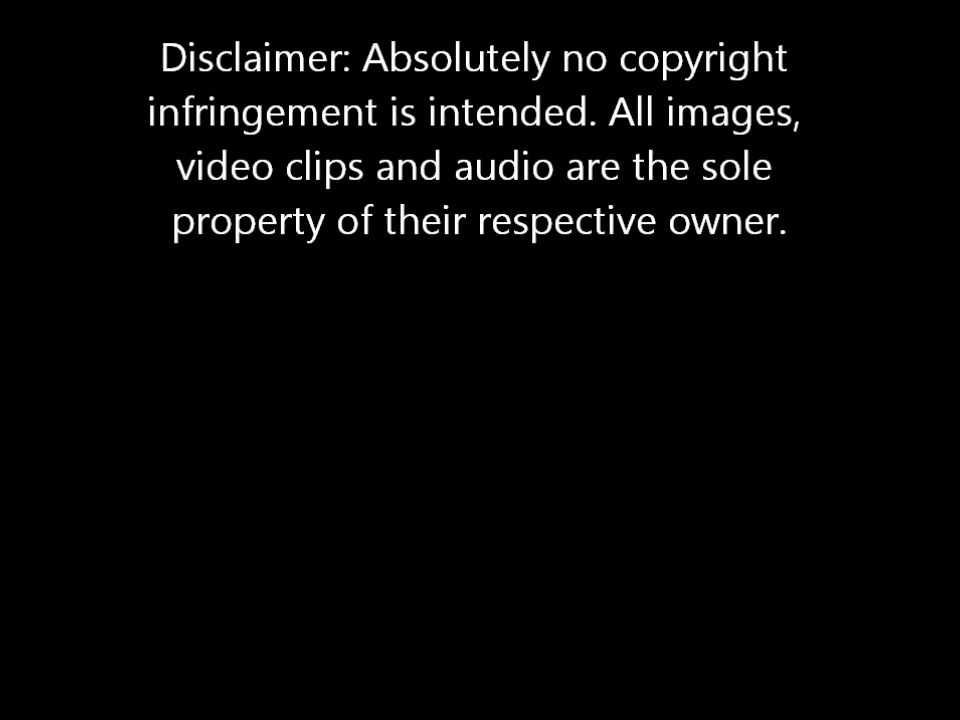 Disclaimer: Absolutely no copyright
infringement is intended. All images,
video clips and audio are the sole
property of their respective owner.